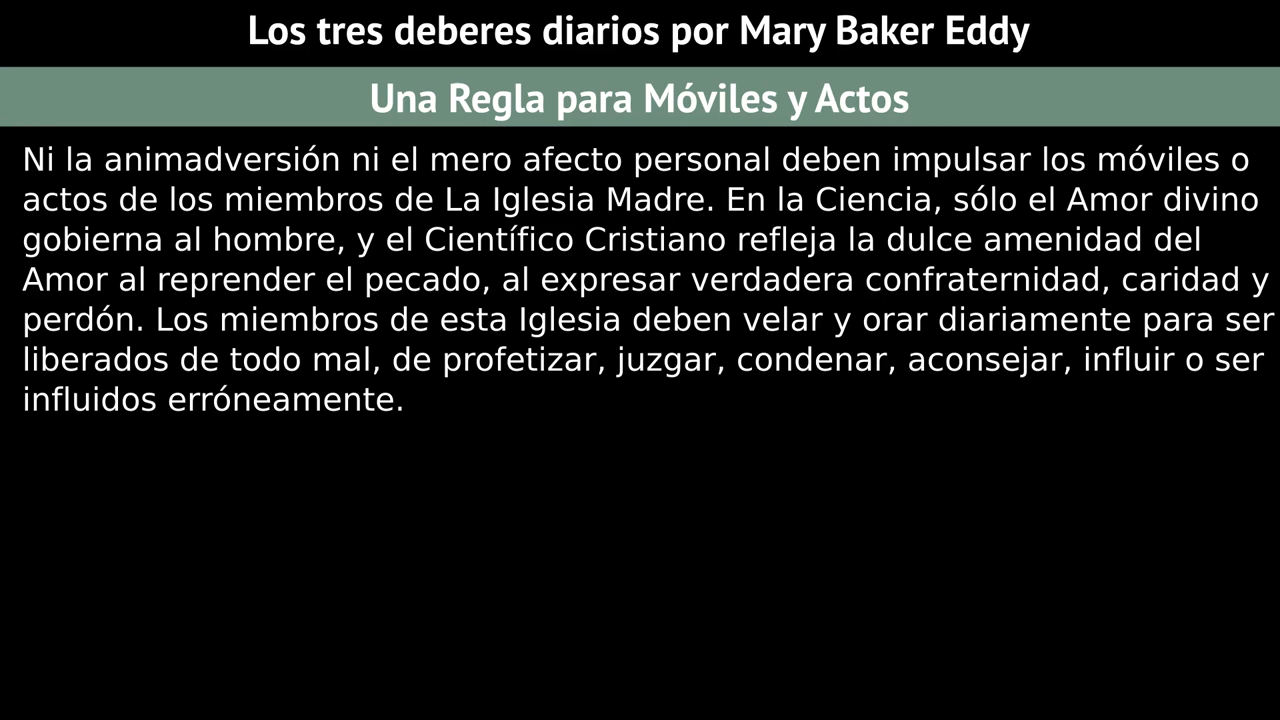 Los tres deberes diarios por Mary Baker Eddy
Una Regla para Móviles y Actos
Ni la animadversión ni el mero afecto personal deben impulsar los móviles o
actos de los miembros de La Iglesia Madre. En la Ciencia, sólo el Amor divino
gobierna al hombre, y el Científico Cristiano refleja la dulce amenidad del
Amor al reprender el pecado, al expresar verdadera confraternidad, caridad y
perdón. Los miembros de esta Iglesia deben velar y orar diariamente para ser
liberados de todo mal, de profetizar, juzgar, condenar, aconsejar, influir o ser
influidos erróneamente.